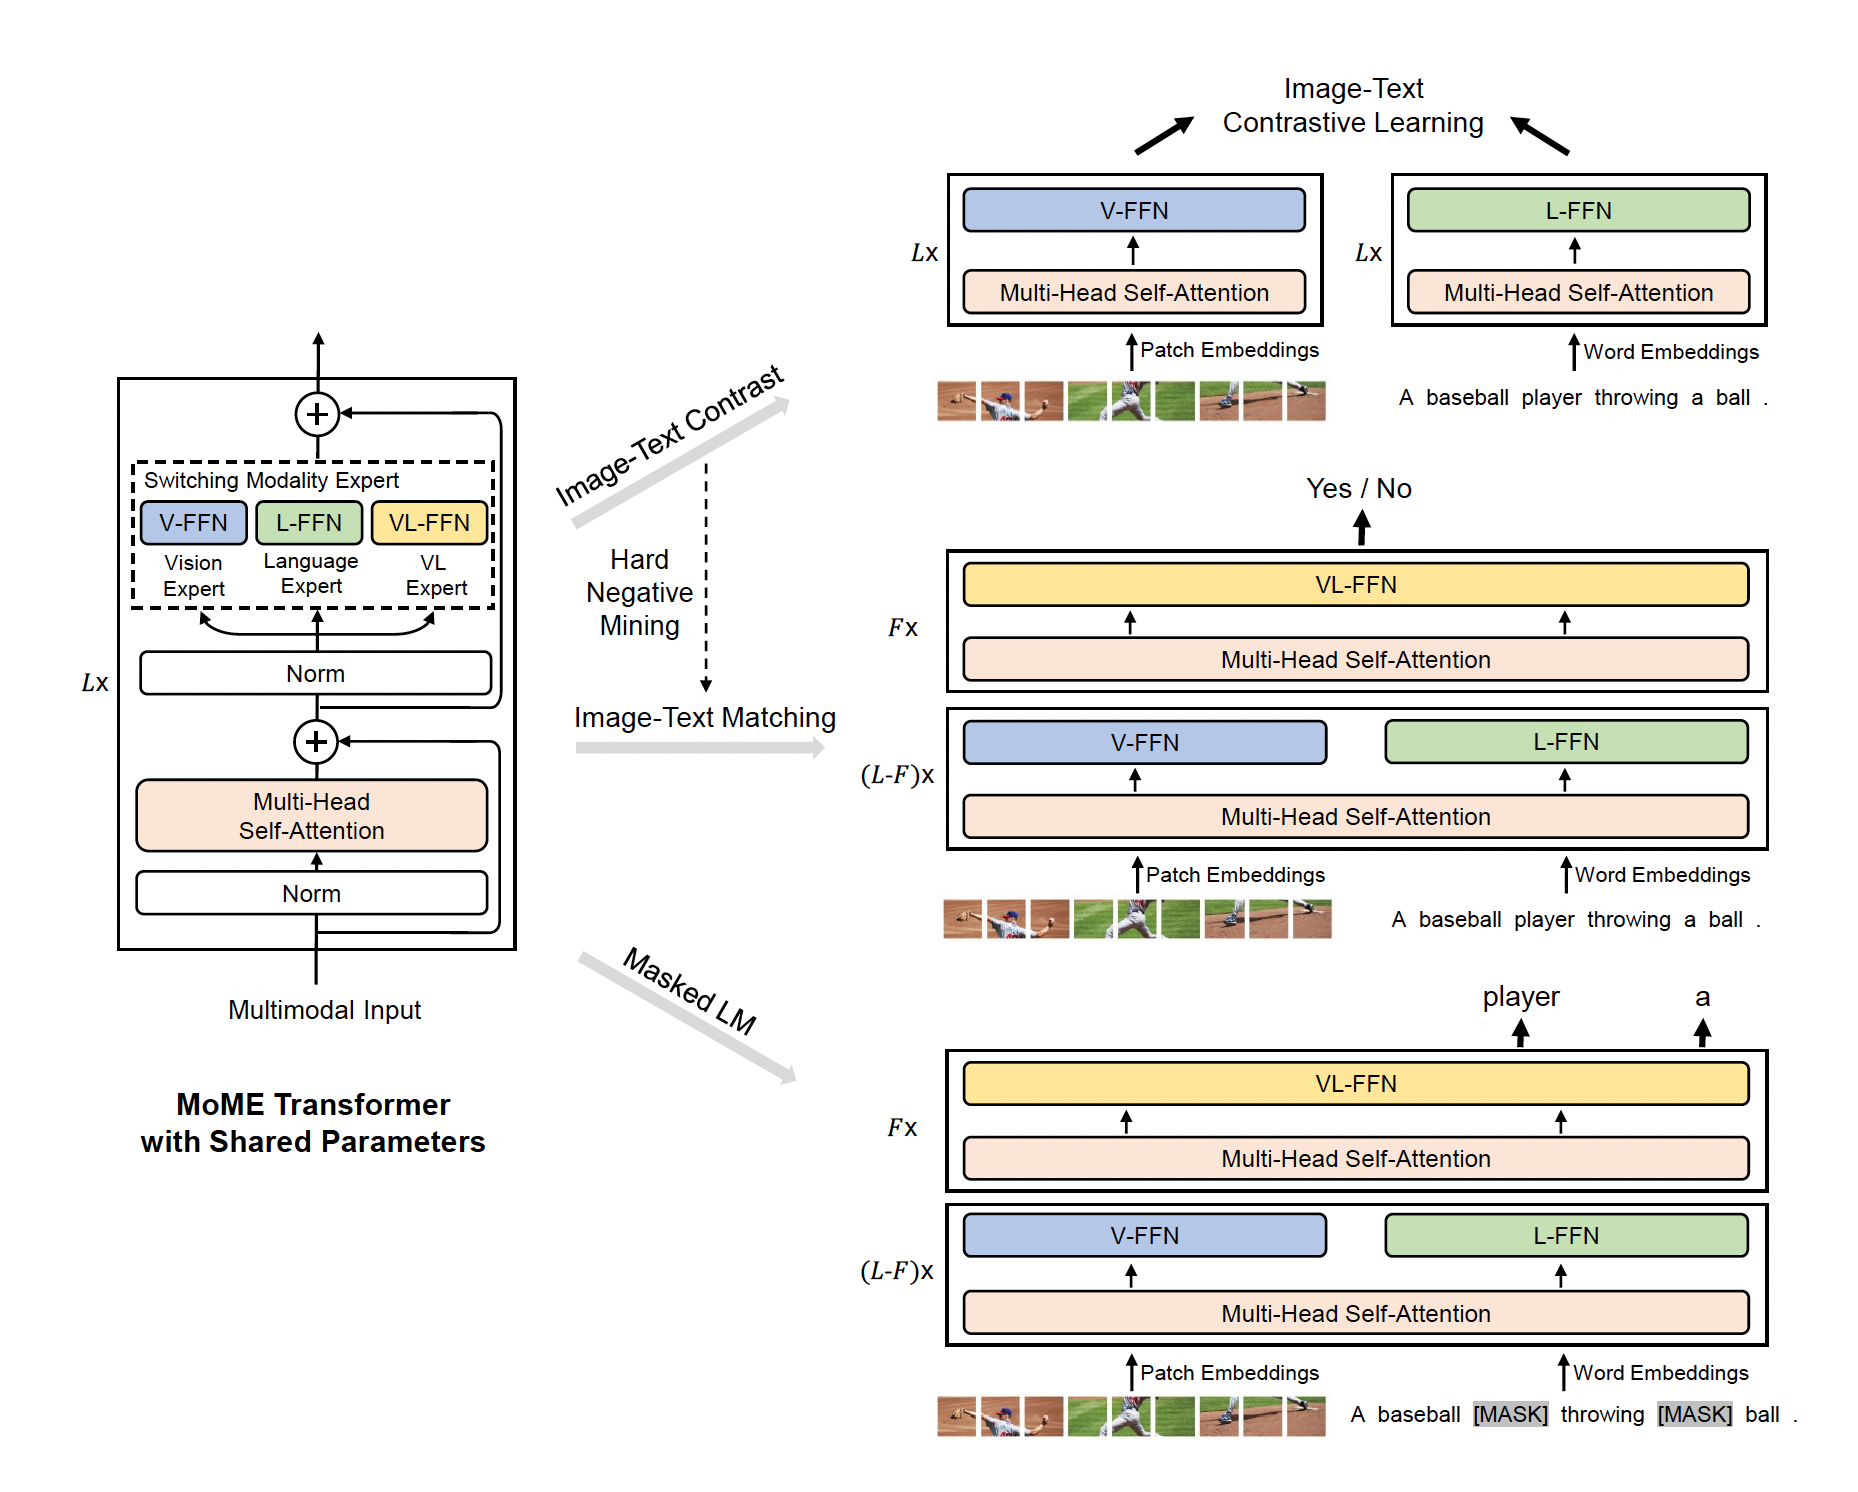 Switching Modality Expert
V-FFN
L-FFN
VL-FFN
Vision
Expert
Language
Expert
VL
Expert
Norm
Lx
Multi-Head
Self-Attention
Norm
Multimodal Input
MoME Transformer
with Shared Parameters
Image-Text Contrast
Hard
Negative
Mining
Image-Text Matching
Masked LM
Image-Text
Contrastive Learning
V-FFN
Lx
Multi-Head Self-Attention
Patch Embeddings
L-FFN
Lx
Multi-Head Self-Attention
Word Embeddings
A baseball player throwing a ball .
Yes / No
VL-FFN
Fx
Multi-Head Self-Attention
V-FFN
L-FFN
(L-F)x
Multi-Head Self-Attention
Patch Embeddings
Word Embeddings
A baseball player throwing a ball .
player a
VL-FFN
Fx
Multi-Head Self-Attention
V-FFN
L-FFN
(L-F)x
Multi-Head Self-Attention
Patch Embeddings
Word Embeddings
A baseball [MASK] throwing [MASK] ball .